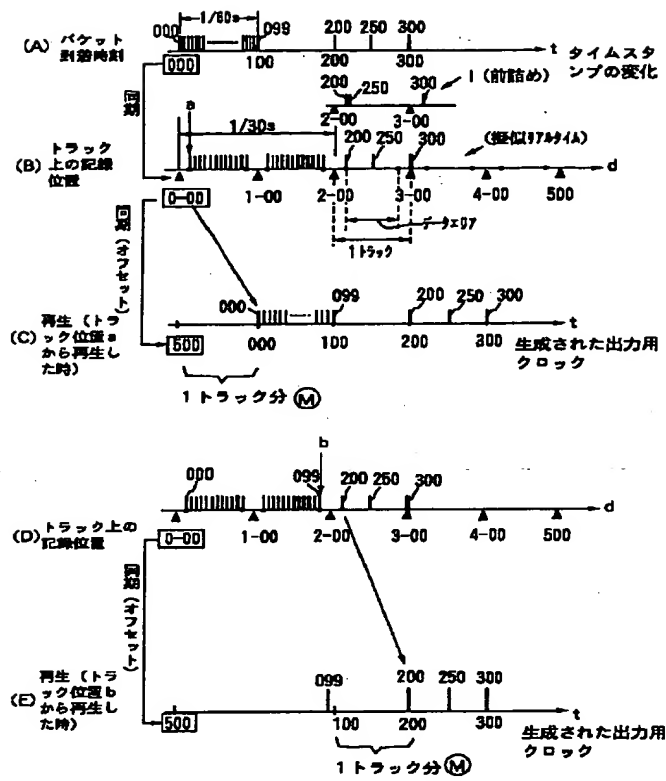 1/60s
000
099
200 250 300
(A) パケット
到着時刻
000
100
200
300
t
タイムスタ
ンプの変化
同期
200
250
300
I (前詰め)
2-00
3-00
a
1/30s
(B) トラック
上の記録
位置
200
250
300
(擬似リアルタイム)
d
0-00
1-00
2-00
3-00
4-00
500
データエリア
1トラック
同期 (オフセット)
000
099
200 250 300
(C) 再生 (トラ
ック位置a
から再生し
た時)
500
000
100
200
300
t
生成された出力用
クロック
1トラック分 M
b
000
099
200 250 300
d
(D) トラック上の
記録位置
0-00
1-00
2-00
3-00
4-00
500
同期 (オフセット)
(E) 再生 (トラ
ック位置b
から再生し
た時)
099
200 250 300
500
100
200
300
t
生成された出力用
クロック
1トラック分 M